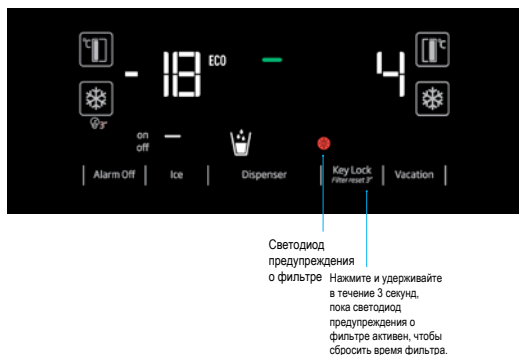 °C
°C
-18 ECO
4
3"
on
off
Alarm Off Ice Dispenser Key Lock Vacation
Filter reset 3"
Светодиод
предупреждения
о фильтре
Нажмите и удерживайте
в течение 3 секунд,
пока светодиод
предупреждения о
фильтре активен, чтобы
сбросить время фильтра.